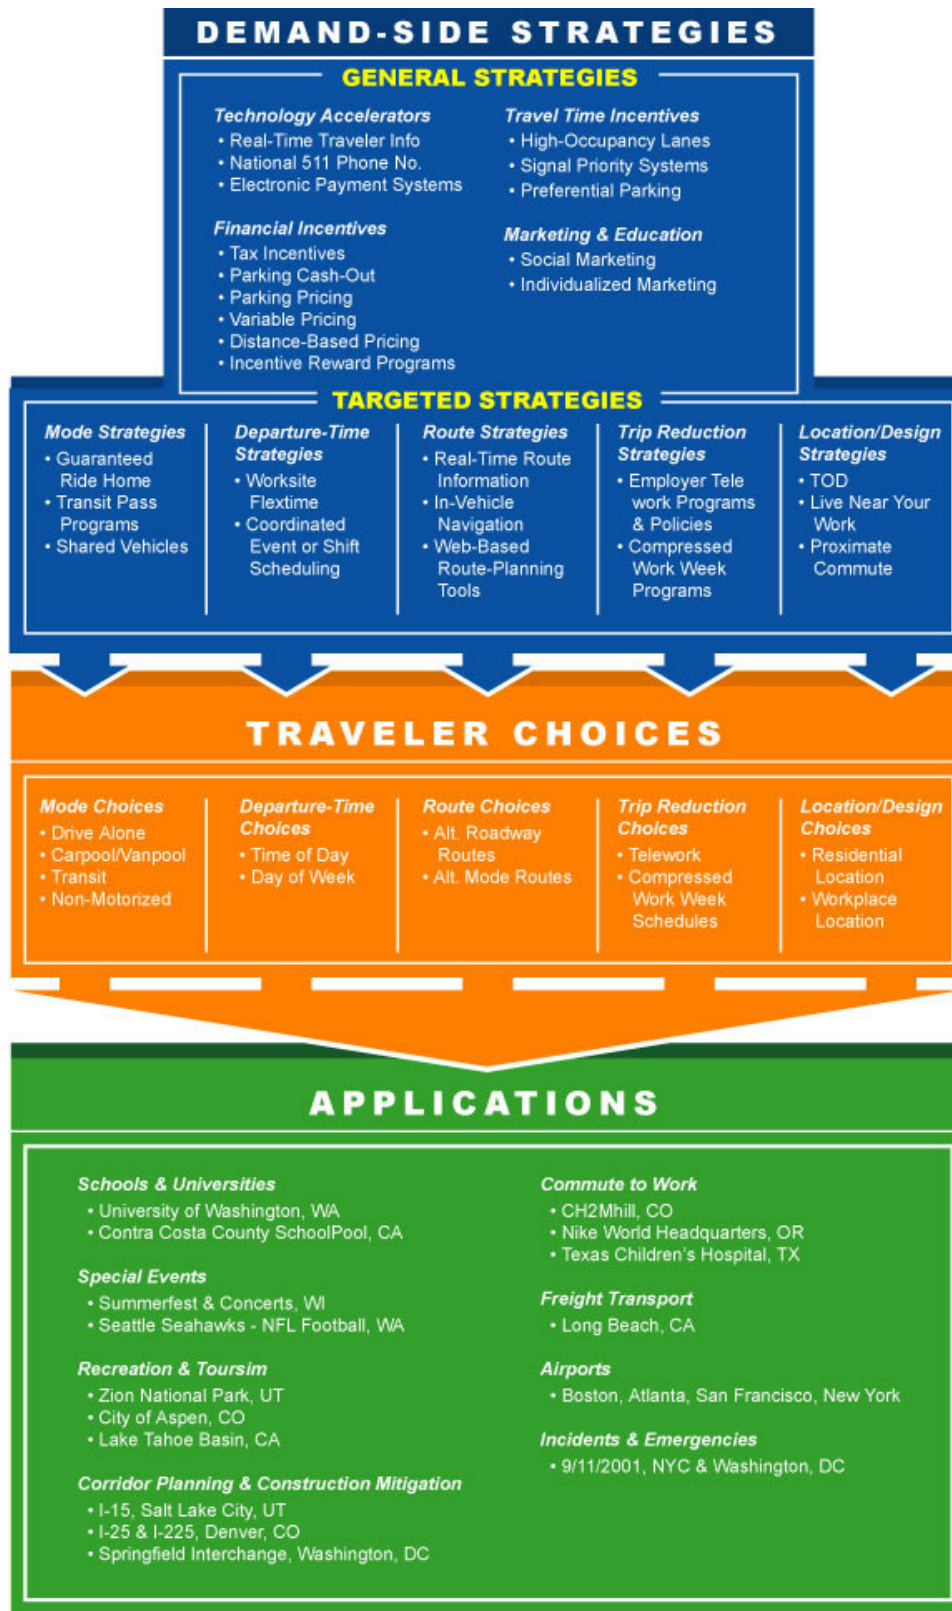 DEMAND-SIDE STRATEGIES
GENERAL STRATEGIES
Technology Accelerators
• Real-Time Traveler Info
• National 511 Phone No.
• Electronic Payment Systems
Financial Incentives
• Tax Incentives
• Parking Cash-Out
• Parking Pricing
• Variable Pricing
• Distance-Based Pricing
• Incentive Reward Programs
Travel Time Incentives
• High-Occupancy Lanes
• Signal Priority Systems
• Preferential Parking
Marketing & Education
• Social Marketing
• Individualized Marketing
TARGETED STRATEGIES
Mode Strategies
• Guaranteed
Ride Home
• Transit Pass
Programs
• Shared Vehicles
Departure-Time
Strategies
• Worksite
Flextime
• Coordinated
Event or Shift
Scheduling
Route Strategies
• Real-Time Route
Information
• In-Vehicle
Navigation
• Web-Based
Route-Planning
Tools
Trip Reduction
Strategies
• Employer Tele
work Programs
& Policies
• Compressed
Work Week
Programs
Location/Design
Strategies
• TOD
• Live Near Your
Work
• Proximate
Commute
TRAVELER CHOICES
Mode Choices
• Drive Alone
• Carpool/Vanpool
• Transit
• Non-Motorized
Departure-Time
Choices
• Time of Day
• Day of Week
Route Choices
• Alt. Roadway
Routes
• Alt. Mode Routes
Trip Reduction
Choices
• Telework
• Compressed
Work Week
Schedules
Location/Design
Choices
• Residential
Location
• Workplace
Location
APPLICATIONS
Schools & Universities
• University of Washington, WA
• Contra Costa County SchoolPool, CA
Special Events
• Summerfest & Concerts, WI
• Seattle Seahawks - NFL Football, WA
Recreation & Toursim
• Zion National Park, UT
• City of Aspen, CO
• Lake Tahoe Basin, CA
Corridor Planning & Construction Mitigation
• I-15, Salt Lake City, UT
• I-25 & I-225, Denver, CO
• Springfield Interchange, Washington, DC
Commute to Work
• CH2Mhill, CO
• Nike World Headquarters, OR
• Texas Children's Hospital, TX
Freight Transport
• Long Beach, CA
Airports
• Boston, Atlanta, San Francisco, New York
Incidents & Emergencies
• 9/11/2001, NYC & Washington, DC